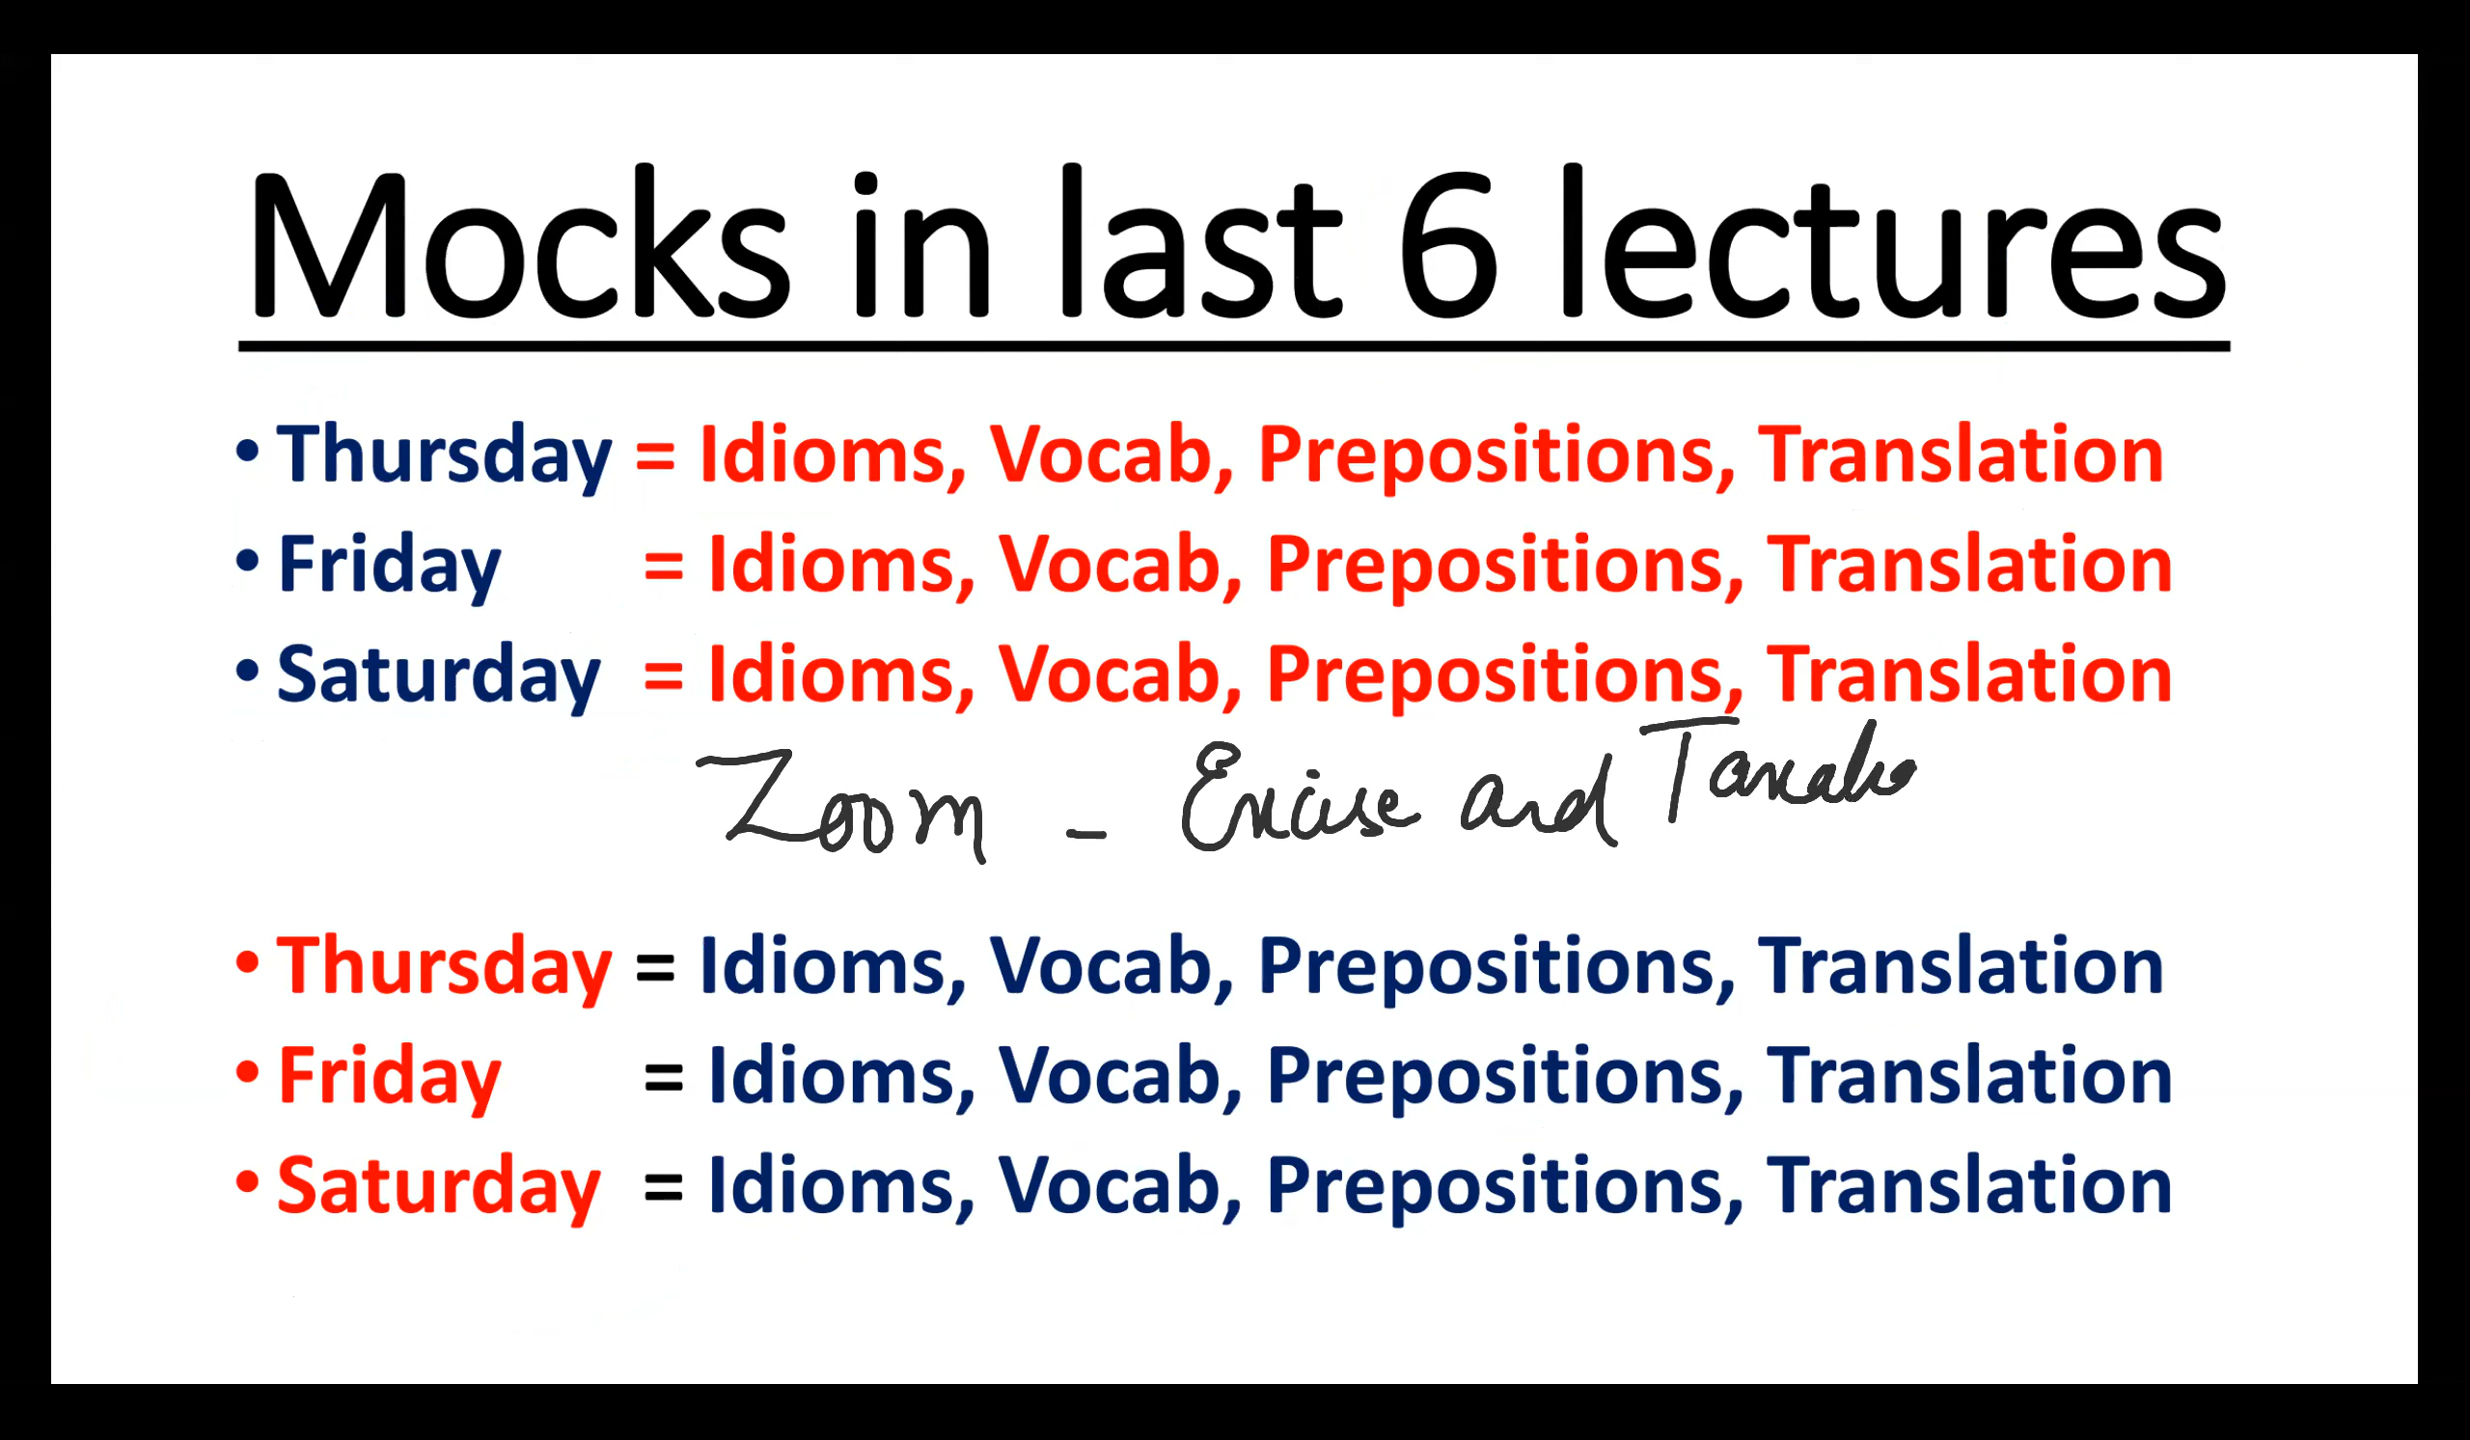 Mocks in last 6 lectures
• Thursday = Idioms, Vocab, Prepositions, Translation
• Friday = Idioms, Vocab, Prepositions, Translation
• Saturday = Idioms, Vocab, Prepositions, Translation
Zoom - Excise and
• Thursday = Idioms, Vocab, Prepositions, Translation
• Friday = Idioms, Vocab, Prepositions, Translation
• Saturday = Idioms, Vocab, Prepositions, Translation